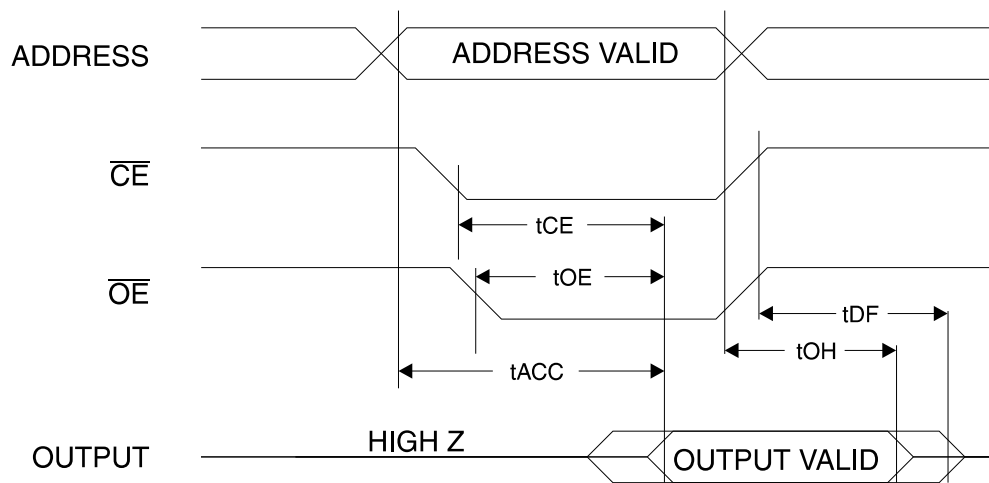 ADDRESS
ADDRESS VALID
CE
tCE
OE
tOE
tDF
tOH
tACC
HIGH Z
OUTPUT
OUTPUT VALID